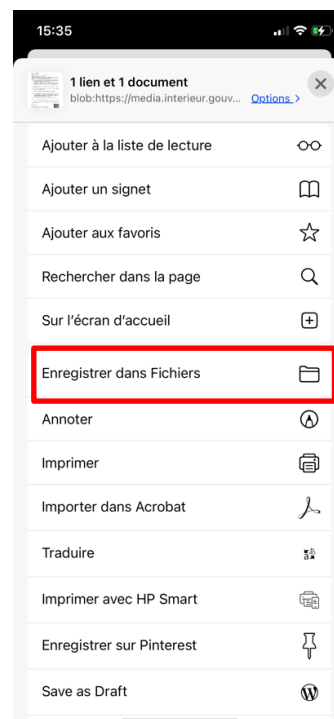 15:35
1 lien et 1 document
blob:https://media.interieur.gouv... Options >
Ajouter à la liste de lecture
Ajouter un signet
Ajouter aux favoris
Rechercher dans la page
Sur l'écran d'accueil
Enregistrer dans Fichiers
Annoter
Imprimer
Importer dans Acrobat
Traduire
Imprimer avec HP Smart
Enregistrer sur Pinterest
Save as Draft